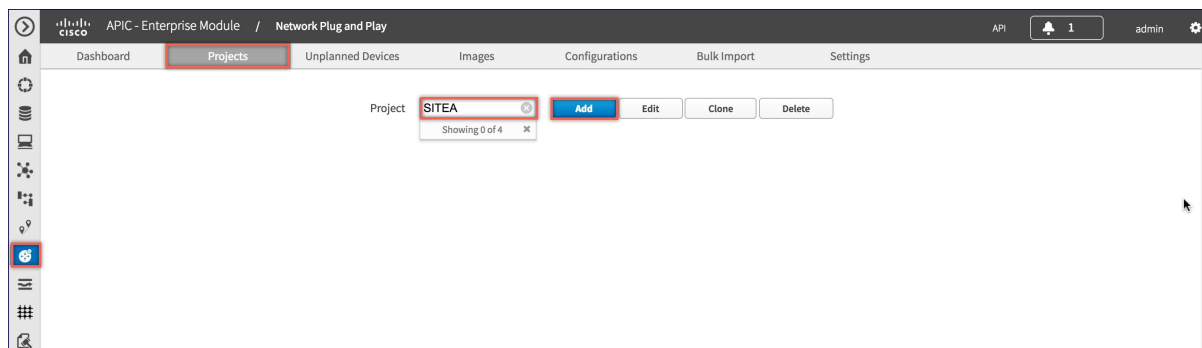 cisco APIC - Enterprise Module / Network Plug and Play API 1 admin
Dashboard Projects Unplanned Devices Images Configurations Bulk Import Settings
Project SITEA Add Edit Clone Delete
Showing 0 of 4